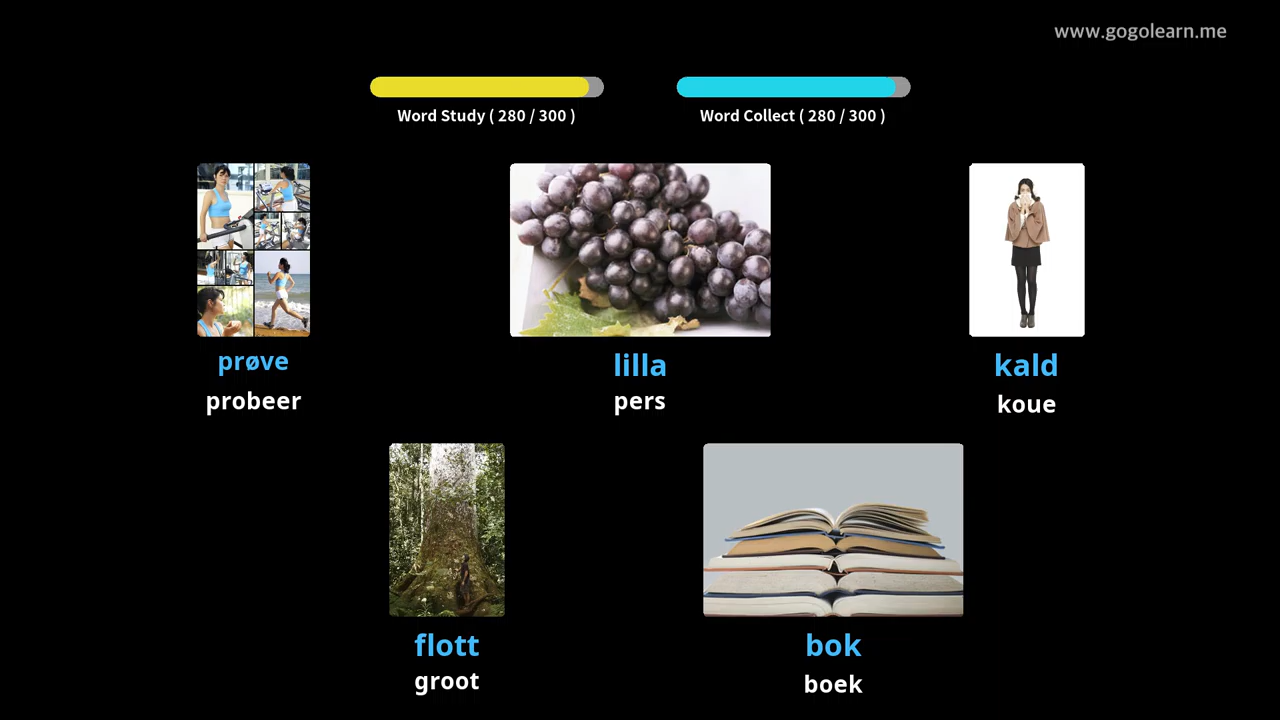 www.gogolearn.me
Word Study ( 280 / 300 )
Word Collect ( 280 / 300 )
prøve
probeer
lilla
pers
kald
koue
flott
groot
bok
boek